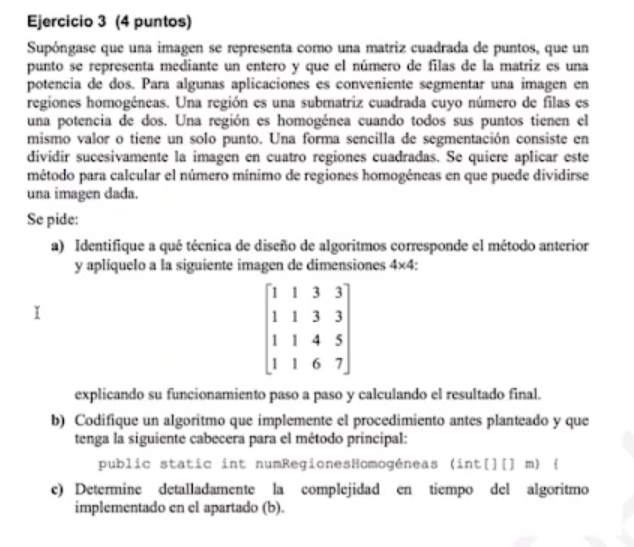 Ejercicio 3 (4 puntos)
Supóngase que una imagen se representa como una matriz cuadrada de puntos, que un
punto se representa mediante un entero y que el número de filas de la matriz es una
potencia de dos. Para algunas aplicaciones es conveniente segmentar una imagen en
regiones homogéneas. Una región es una submatriz cuadrada cuyo número de filas es
una potencia de dos. Una región es homogénea cuando todos sus puntos tienen el
mismo valor o tiene un solo punto. Una forma sencilla de segmentación consiste en
dividir sucesivamente la imagen en cuatro regiones cuadradas. Se quiere aplicar este
método para calcular el número mínimo de regiones homogéneas en que puede dividirse
una imagen dada.
Se pide:
a) Identifique a qué técnica de diseño de algoritmos corresponde el método anterior
y aplíquelo a la siguiente imagen de dimensiones 4×4:
1 1 3 3
1 1 3 3
1 1 4 5
1 1 6 7
explicando su funcionamiento paso a paso y calculando el resultado final.
b) Codifique un algoritmo que implemente el procedimiento antes planteado y que
tenga la siguiente cabecera para el método principal:
public static int numRegionesHomogéneas (int[][] m) {
c) Determine detalladamente la complejidad en tiempo del algoritmo
implementado en el apartado (b).